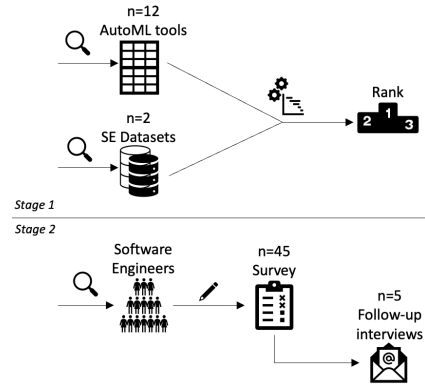 n=12
AutoML tools
n=2
SE Datasets
Rank
1
2
3
Stage 1
Stage 2
Software
Engineers
n=45
Survey
n=5
Follow-up
interviews
@